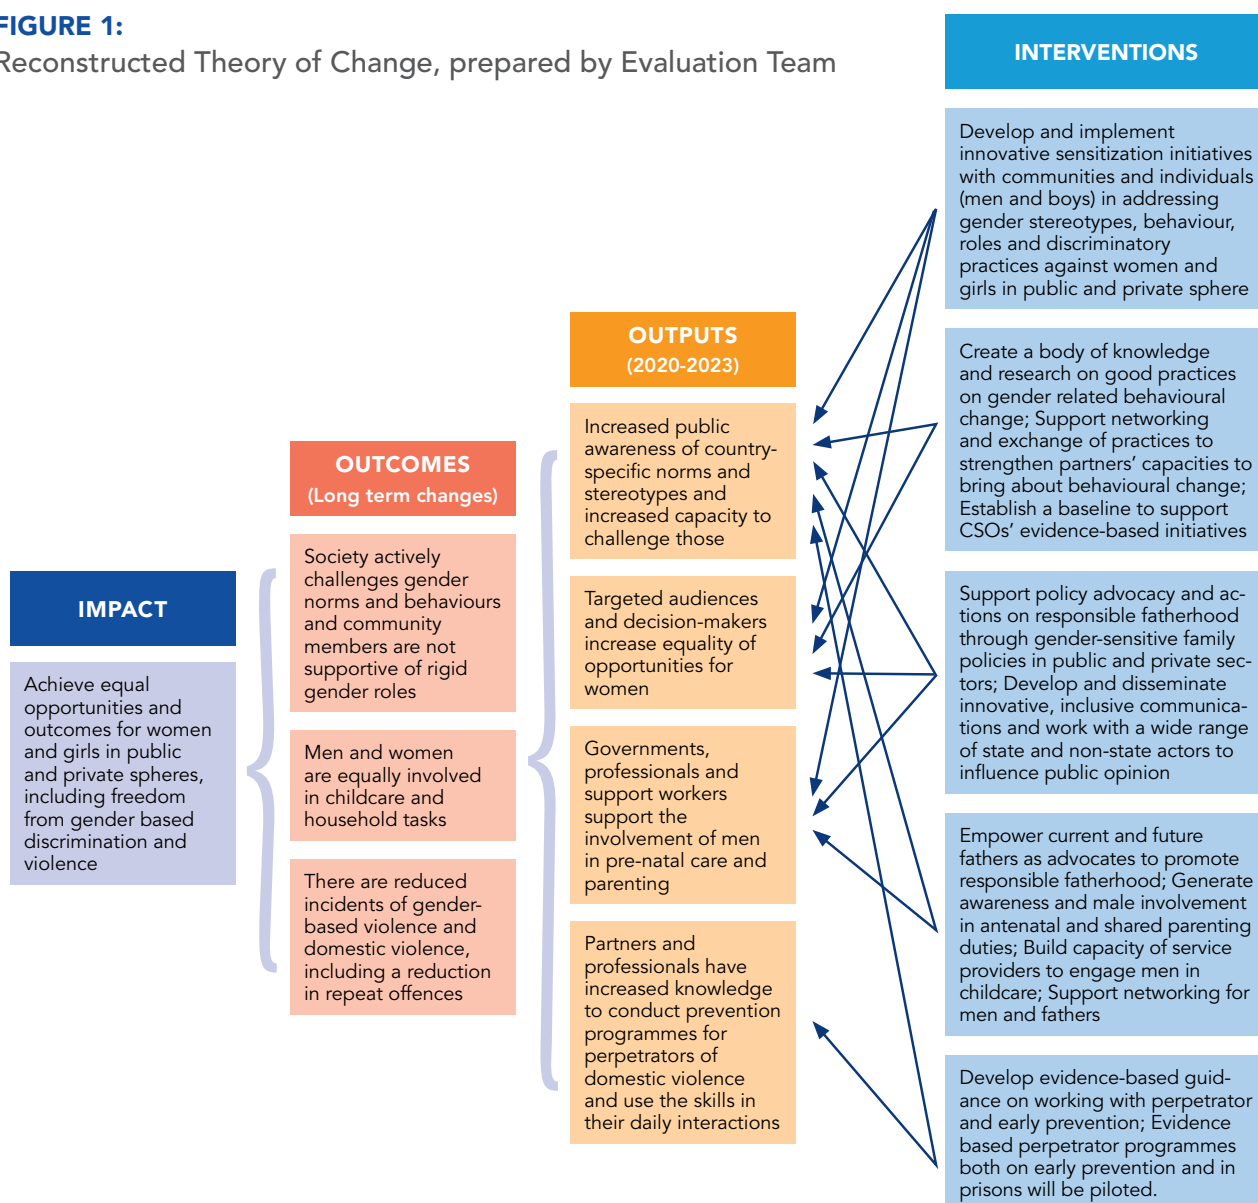 FIGURE 1:
Reconstructed Theory of Change, prepared by Evaluation Team
IMPACT
Achieve equal
opportunities and
outcomes for women
and girls in public
and private spheres,
including freedom
from gender based
discrimination and
violence
OUTCOMES
(Long term changes)
Society actively
challenges gender
norms and behaviours
and community
members are not
supportive of rigid
gender roles
Men and women
are equally involved
in childcare and
household tasks
There are reduced
incidents of gender-
based violence and
domestic violence,
including a reduction
in repeat offences
OUTPUTS
(2020-2023)
Increased public
awareness of country-
specific norms and
stereotypes and
increased capacity to
challenge those
Targeted audiences
and decision-makers
increase equality of
opportunities for
women
Governments,
professionals and
support workers
support the
involvement of men
in pre-natal care and
parenting
Partners and
professionals have
increased knowledge
to conduct prevention
programmes for
perpetrators of
domestic violence
and use the skills in
their daily interactions
INTERVENTIONS
Develop and implement
innovative sensitization initiatives
with communities and individuals
(men and boys) in addressing
gender stereotypes, behaviour,
roles and discriminatory
practices against women and
girls in public and private sphere
Create a body of knowledge
and research on good practices
on gender related behavioural
change; Support networking
and exchange of practices to
strengthen partners' capacities to
bring about behavioural change;
Establish a baseline to support
CSOs' evidence-based initiatives
Support policy advocacy and ac-
tions on responsible fatherhood
through gender-sensitive family
policies in public and private sec-
tors; Develop and disseminate
innovative, inclusive communica-
tions and work with a wide range
of state and non-state actors to
influence public opinion
Empower current and future
fathers as advocates to promote
responsible fatherhood; Generate
awareness and male involvement
in antenatal and shared parenting
duties; Build capacity of service
providers to engage men in
childcare; Support networking for
men and fathers
Develop evidence-based guid-
ance on working with perpetrator
and early prevention; Evidence
based perpetrator programmes
both on early prevention and in
prisons will be piloted.